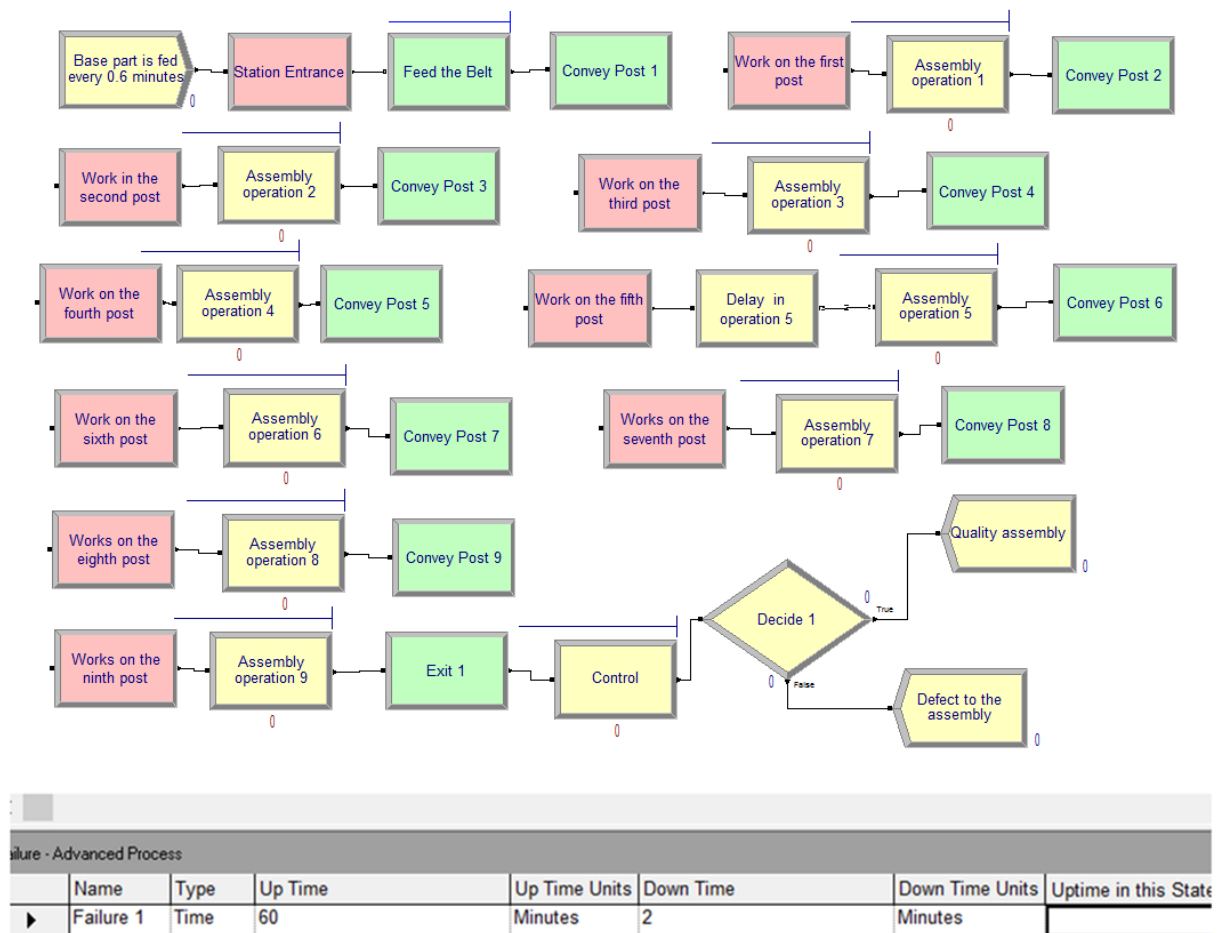 Base part is fed
every 0.6 minutes
0
Station Entrance
Feed the Belt
Convey Post 1
Work on the first
post
Assembly
operation 1
0
Convey Post 2
Work in the
second post
Assembly
operation 2
0
Convey Post 3
Work on the
third post
Assembly
operation 3
0
Convey Post 4
Work on the
fourth post
Assembly
operation 4
0
Convey Post 5
Work on the fifth
post
Delay in
operation 5
Assembly
operation 5
0
Convey Post 6
Work on the
sixth post
Assembly
operation 6
0
Convey Post 7
Works on the
seventh post
Assembly
operation 7
0
Convey Post 8
Works on the
eighth post
Assembly
operation 8
0
Convey Post 9
Works on the
ninth post
Assembly
operation 9
0
Exit 1
Control
0
Decide 1
0
True
0
False
Quality assembly
0
Defect to the
assembly
0
ailure - Advanced Process
Name Type Up Time Up Time Units Down Time Down Time Units Uptime in this State
Failure 1 Time 60 Minutes 2 Minutes